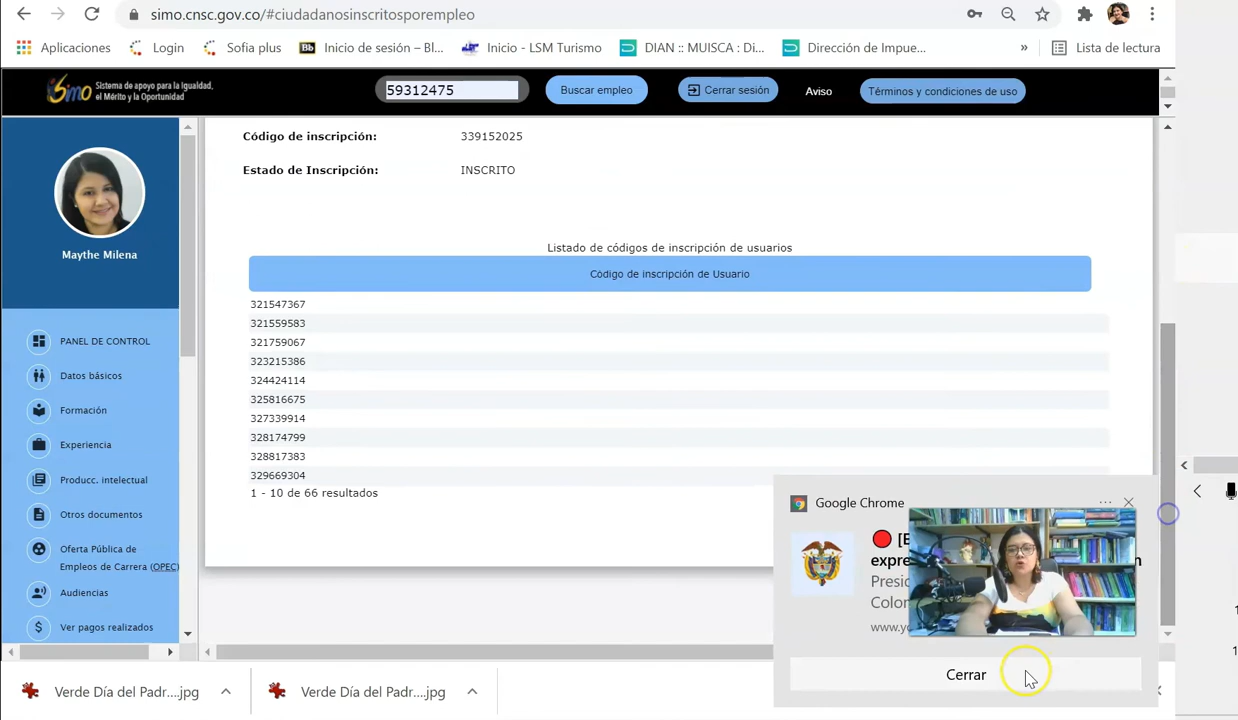 simo.cnsc.gov.co/#ciudadanosinscritosporempleo
Aplicaciones
Login
Sofia plus
Bb
Inicio de sesión – Bl...
Inicio - LSM Turismo
DIAN :: MUISCA : Di...
Dirección de Impue...
»
Lista de lectura
Simo
Sistema de apoyo para la Igualdad,
el Mérito y la Oportunidad
59312475
Buscar empleo
Cerrar sesión
Aviso
Términos y condiciones de uso
Maythe Milena
PANEL DE CONTROL
Datos básicos
Formación
Experiencia
Producc. intelectual
Otros documentos
Oferta Pública de
Empleos de Carrera (OPEC)
Audiencias
$ Ver pagos realizados
Código de inscripción: 339152025
Estado de Inscripción: INSCRITO
Listado de códigos de inscripción de usuarios
Código de inscripción de Usuario
321547367
321559583
321759067
323215386
324424114
325816675
327339914
328174799
328817383
329669304
1 - 10 de 66 resultados
Google Chrome
Cerrar
Verde Día del Padr....jpg
Verde Día del Padr....jpg